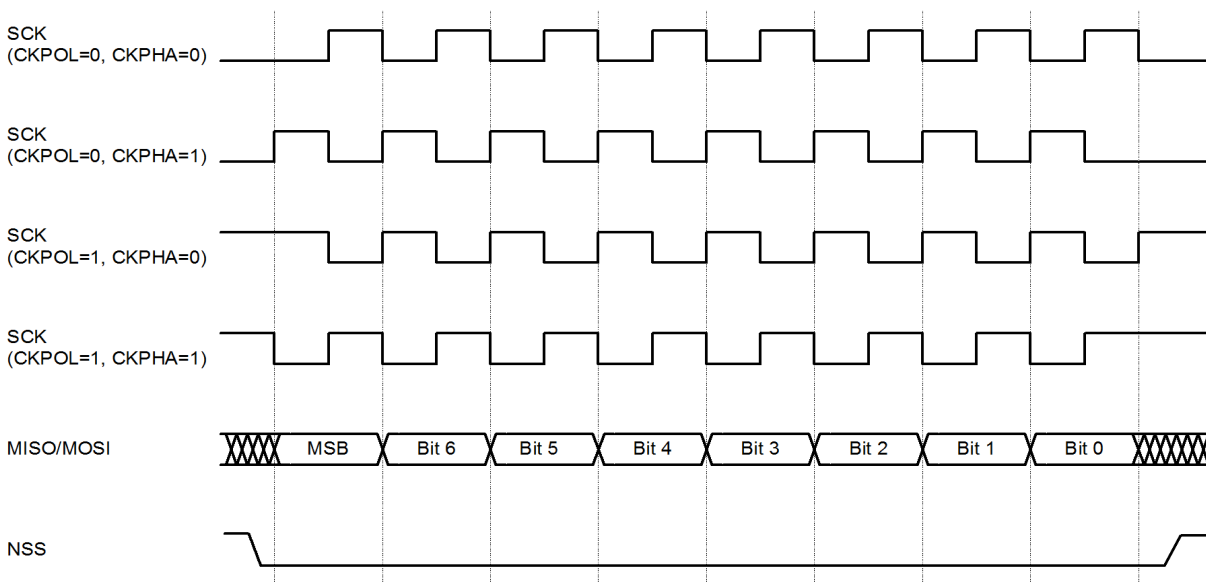 SCK
(CKPOL=0, CKPHA=0)
SCK
(CKPOL=0, CKPHA=1)
SCK
(CKPOL=1, CKPHA=0)
SCK
(CKPOL=1, CKPHA=1)
MISO/MOSI MSB Bit 6 Bit 5 Bit 4 Bit 3 Bit 2 Bit 1 Bit 0
NSS